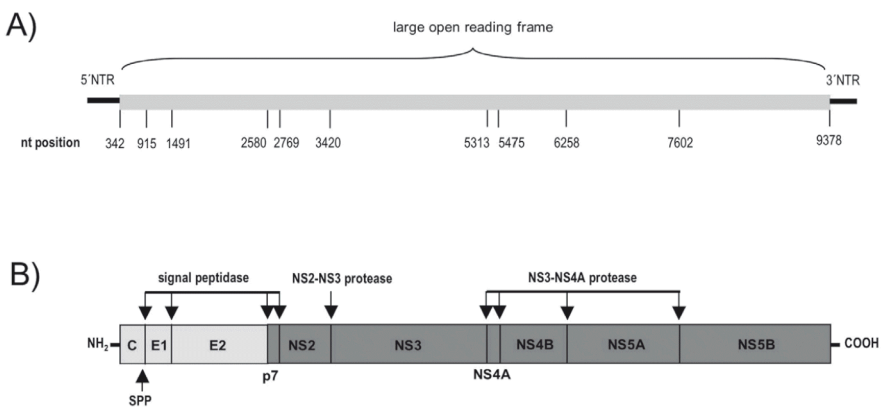 A)
large open reading frame
5´NTR 3´NTR
nt position 342 915 1491 2580 2769 3420 5313 5475 6258 7602 9378
B)
signal peptidase NS2-NS3 protease NS3-NS4A protease
NH2 C E1 E2 NS2 NS3 NS4B NS5A NS5B COOH
p7 NS4A
SPP